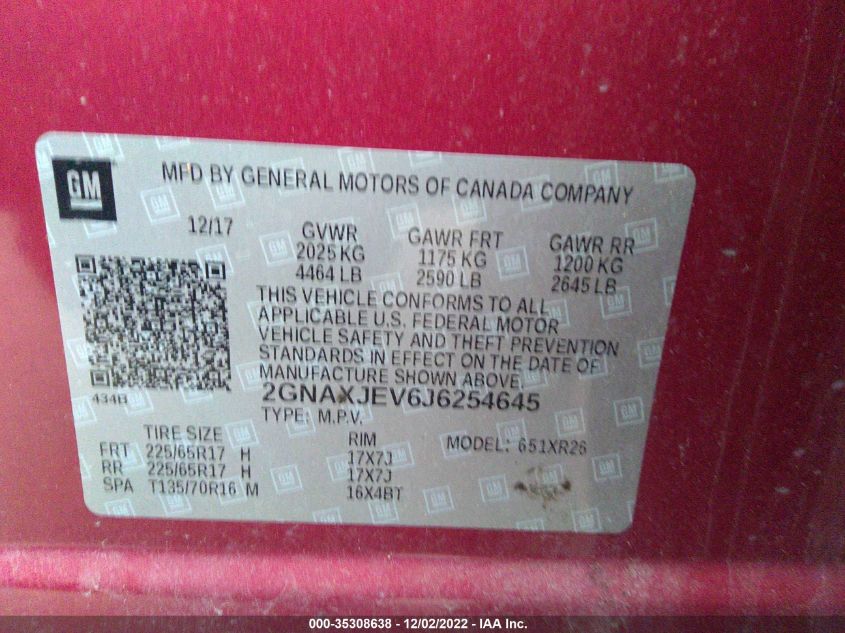 GM
MFD BY GENERAL MOTORS OF CANADA COMPANY
12/17
GVWR
2025 KG
4464 LB
GAWR FRT
1175 KG
2590 LB
GAWR RR
1200 KG
2645 LB
THIS VEHICLE CONFORMS TO ALL
APPLICABLE U.S. FEDERAL MOTOR
VEHICLE SAFETY AND THEFT PREVENTION
STANDARDS IN EFFECT ON THE DATE OF
MANUFACTURE SHOWN ABOVE.
434B
2GNAXJEV6J6254645
TYPE: M.P.V.
TIRE SIZE RIM MODEL: 651XR26
FRT 225/65R17 H 17X7J
RR 225/65R17 H 17X7J
SPA T135/70R16 M 16X4BT
000-35308638 - 12/02/2022 - IAA Inc.